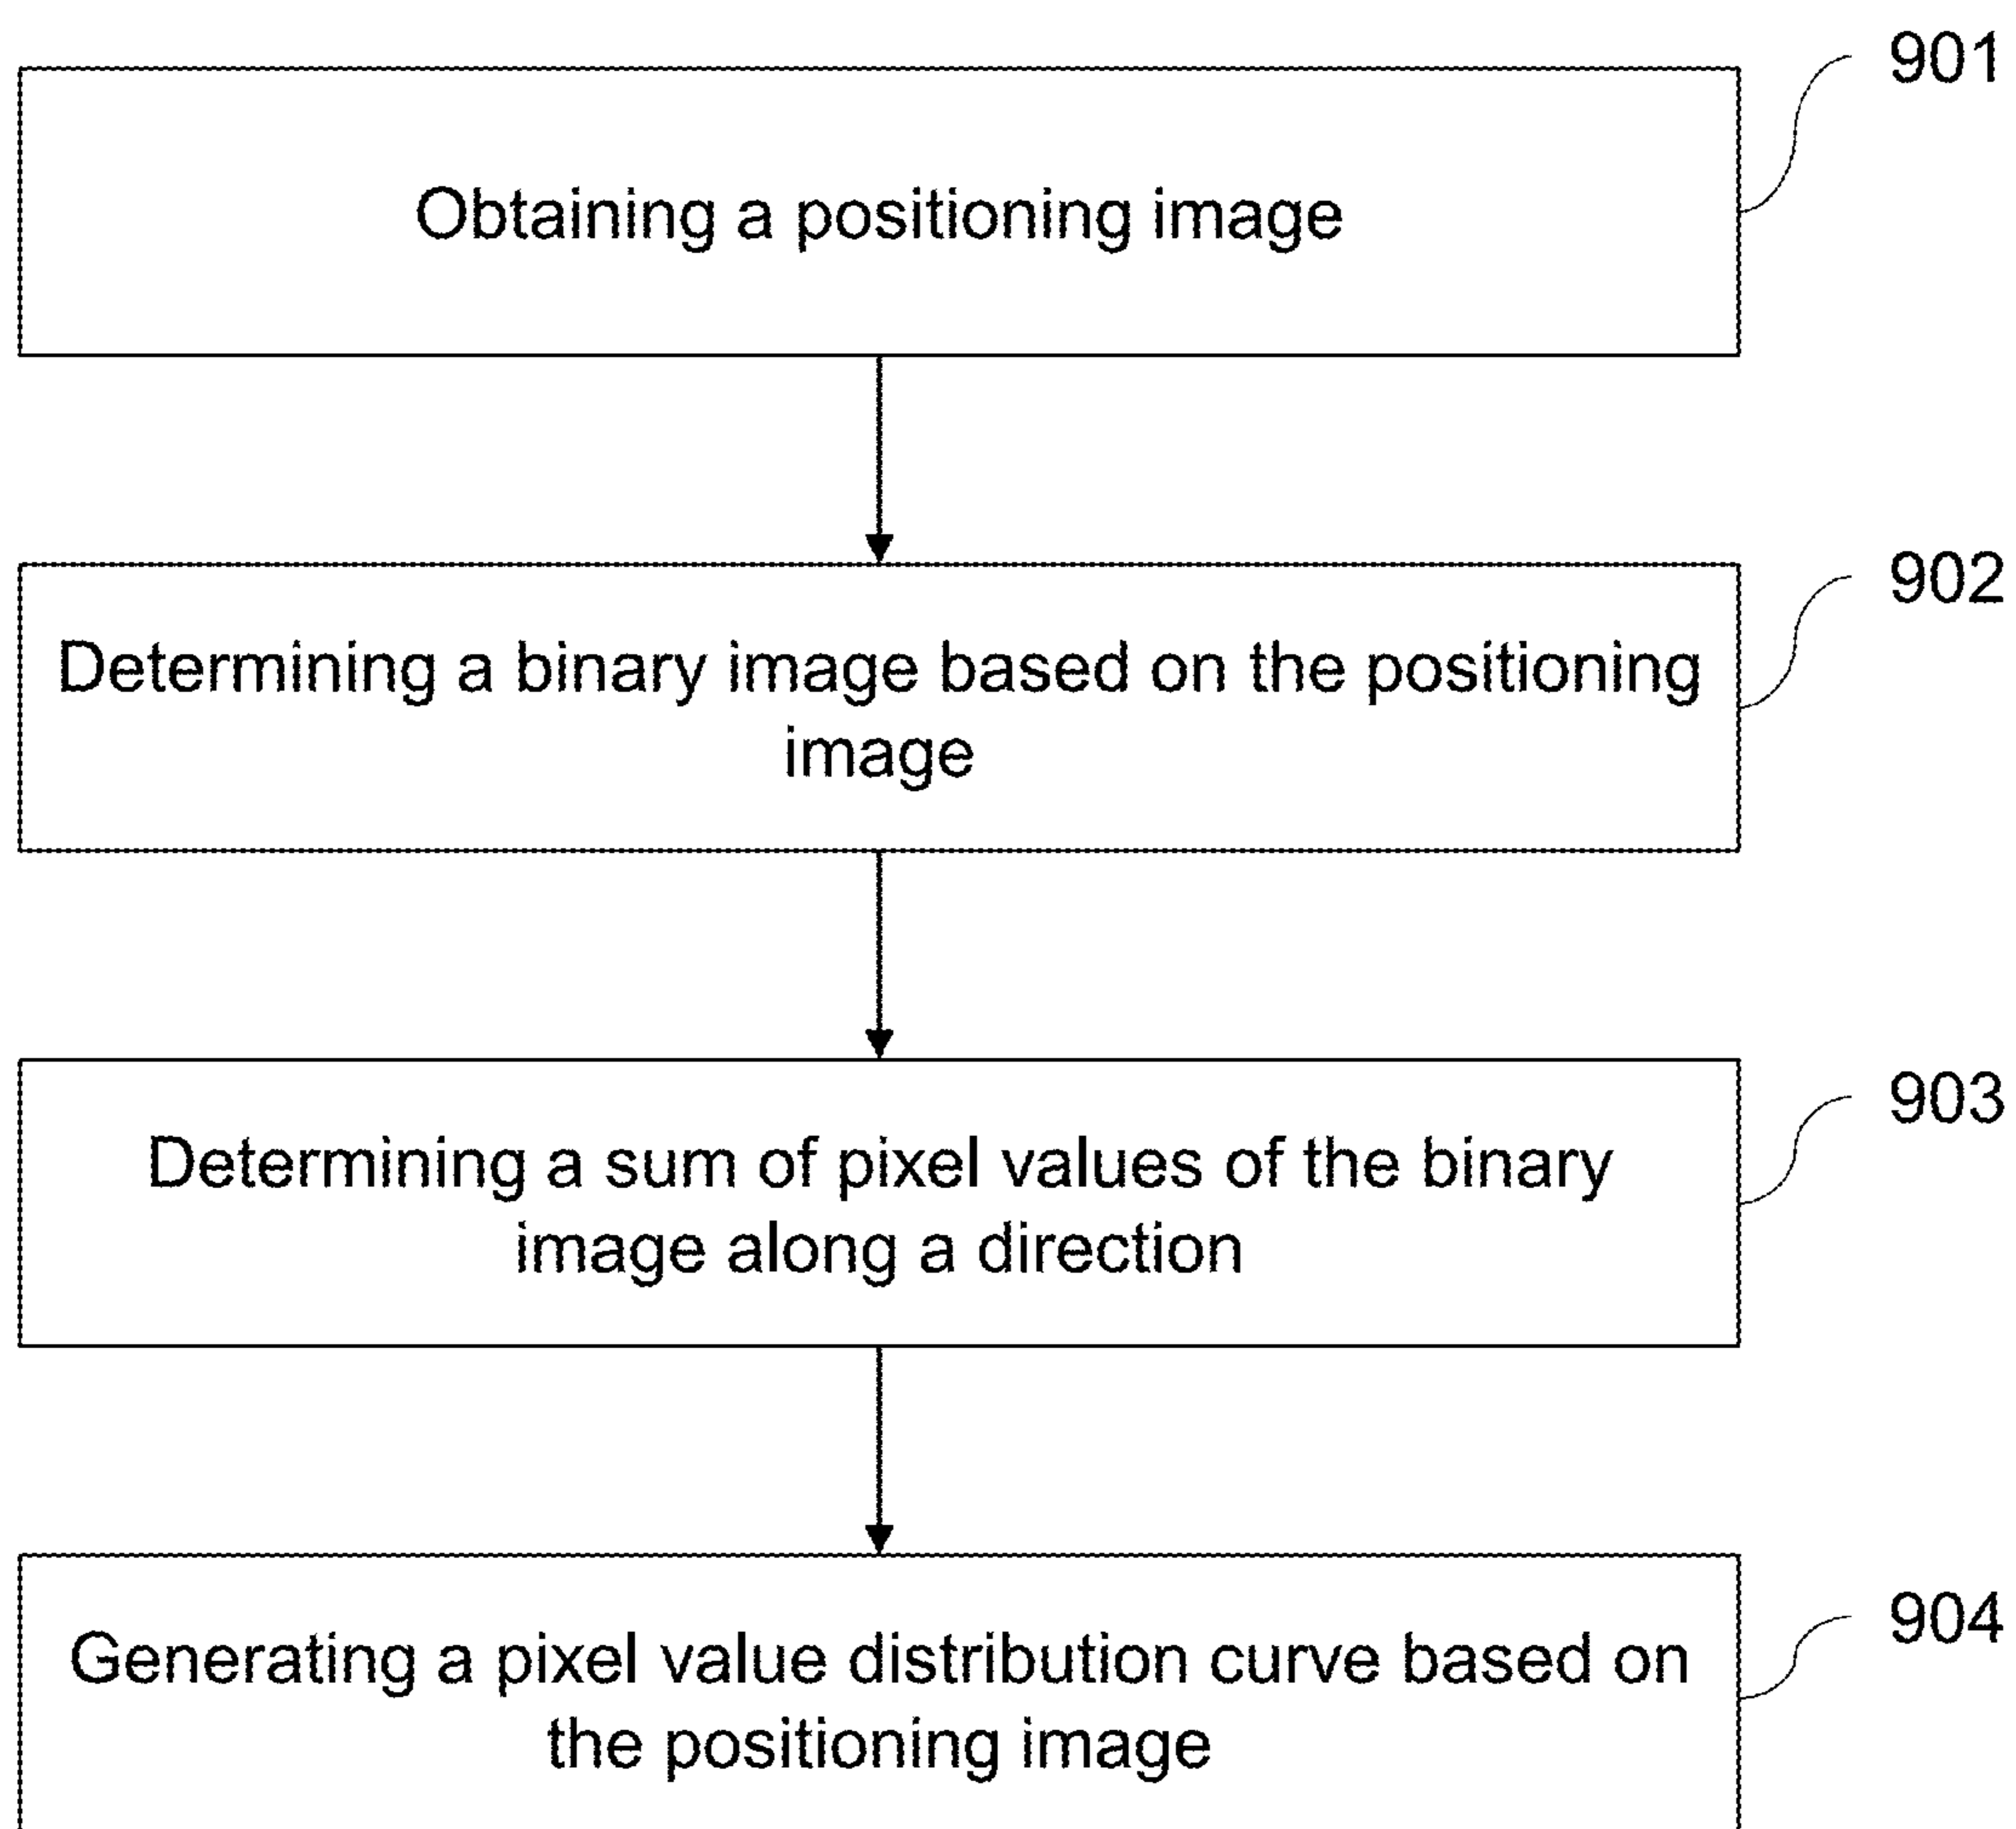 901
Obtaining a positioning image
902
Determining a binary image based on the positioning
image
903
Determining a sum of pixel values of the binary
image along a direction
904
Generating a pixel value distribution curve based on
the positioning image